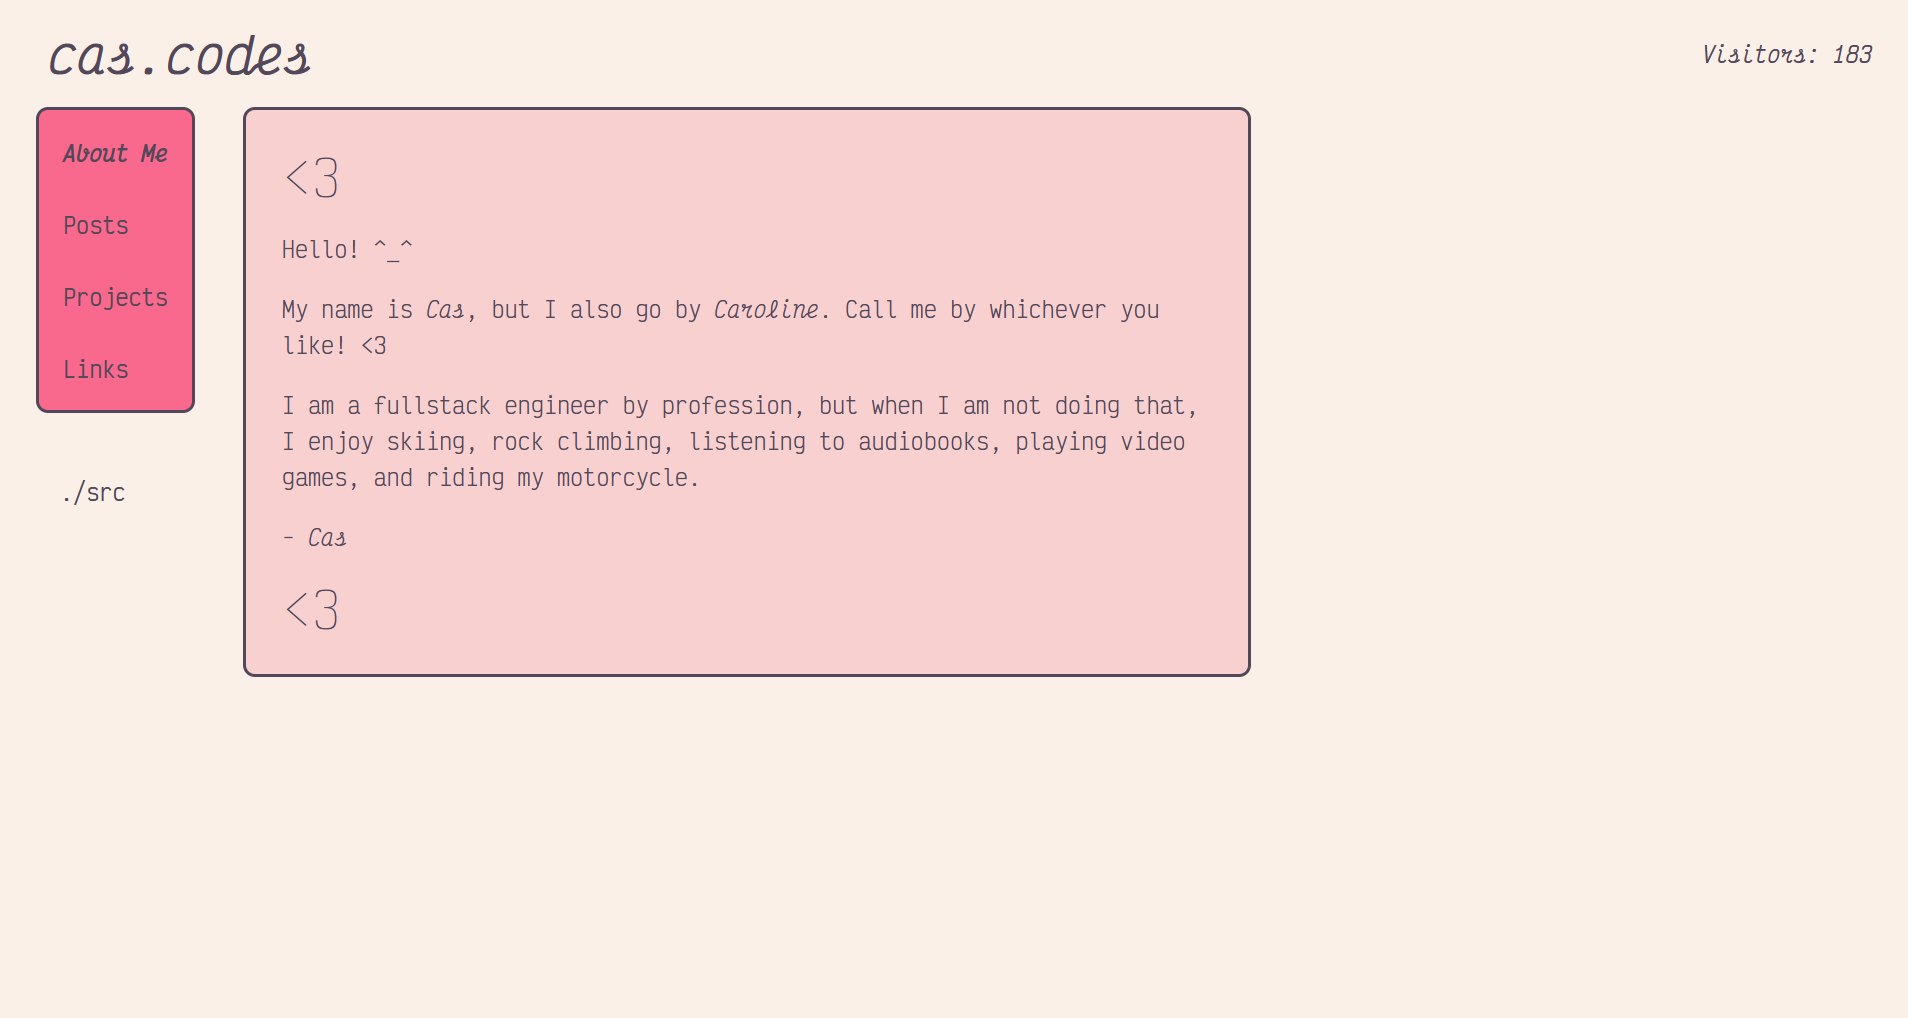 cas.codes
Visitors: 183
About Me
Posts
Projects
Links
./src
<3
Hello! ^_^
My name is Cas, but I also go by Caroline. Call me by whichever you
like! <3
I am a fullstack engineer by profession, but when I am not doing that,
I enjoy skiing, rock climbing, listening to audiobooks, playing video
games, and riding my motorcycle.
- Cas
<3